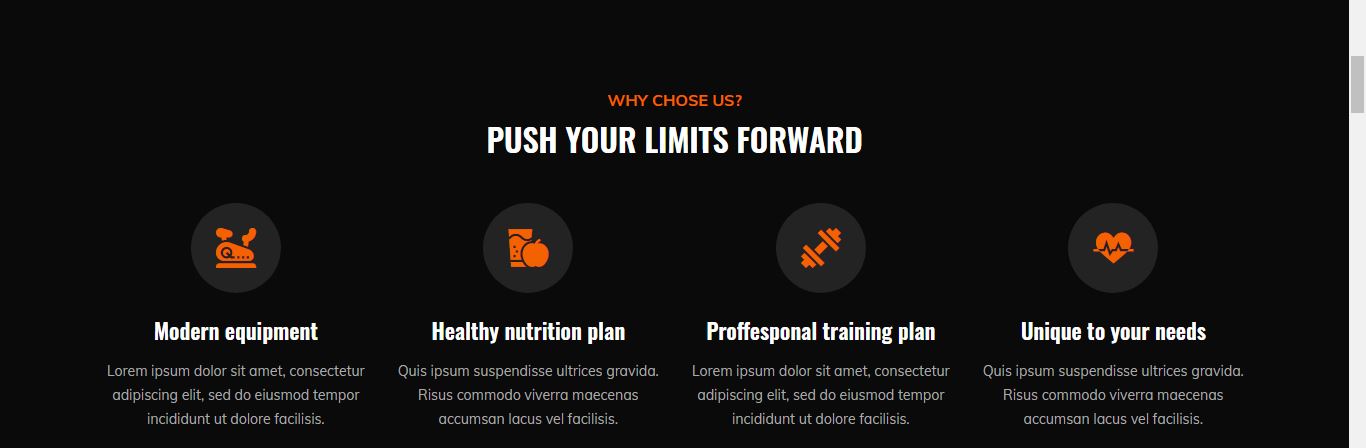 WHY CHOSE US?
PUSH YOUR LIMITS FORWARD
Modern equipment
Lorem ipsum dolor sit amet, consectetur
adipiscing elit, sed do eiusmod tempor
incididunt ut dolore facilisis.
Healthy nutrition plan
Quis ipsum suspendisse ultrices gravida.
Risus commodo viverra maecenas
accumsan lacus vel facilisis.
Proffesponal training plan
Lorem ipsum dolor sit amet, consectetur
adipiscing elit, sed do eiusmod tempor
incididunt ut dolore facilisis.
Unique to your needs
Quis ipsum suspendisse ultrices gravida.
Risus commodo viverra maecenas
accumsan lacus vel facilisis.